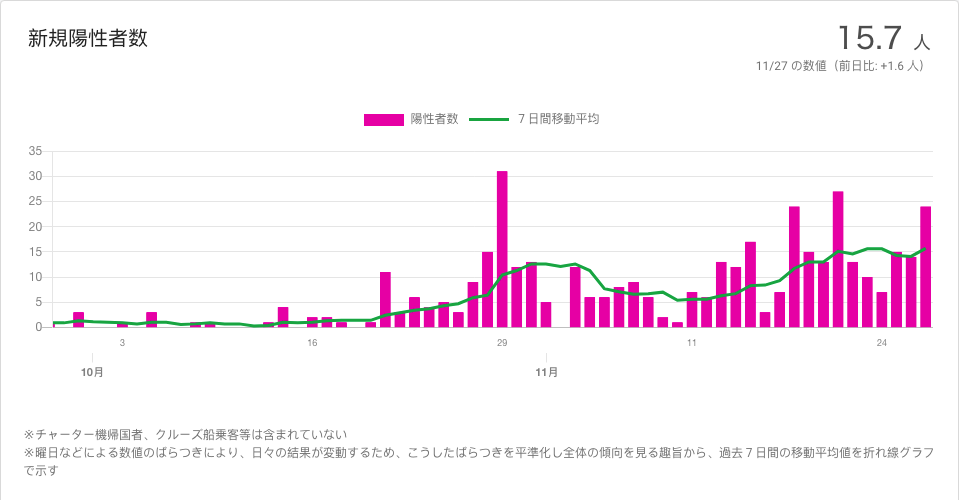 新規陽性者数
15.7 人
11/27 の数値（前日比: +1.6 人）
陽性者数 7 日間移動平均
35
30
25
20
15
10
5
0
3 16 29 11 24
10月 11月
※チャーター機帰国者、クルーズ船乗客等は含まれていない
※曜日などによる数値のばらつきにより、日々の結果が変動するため、こうしたばらつきを平準化し全体の傾向を見る趣旨から、過去７日間の移動平均値を折れ線グラフ
で示す